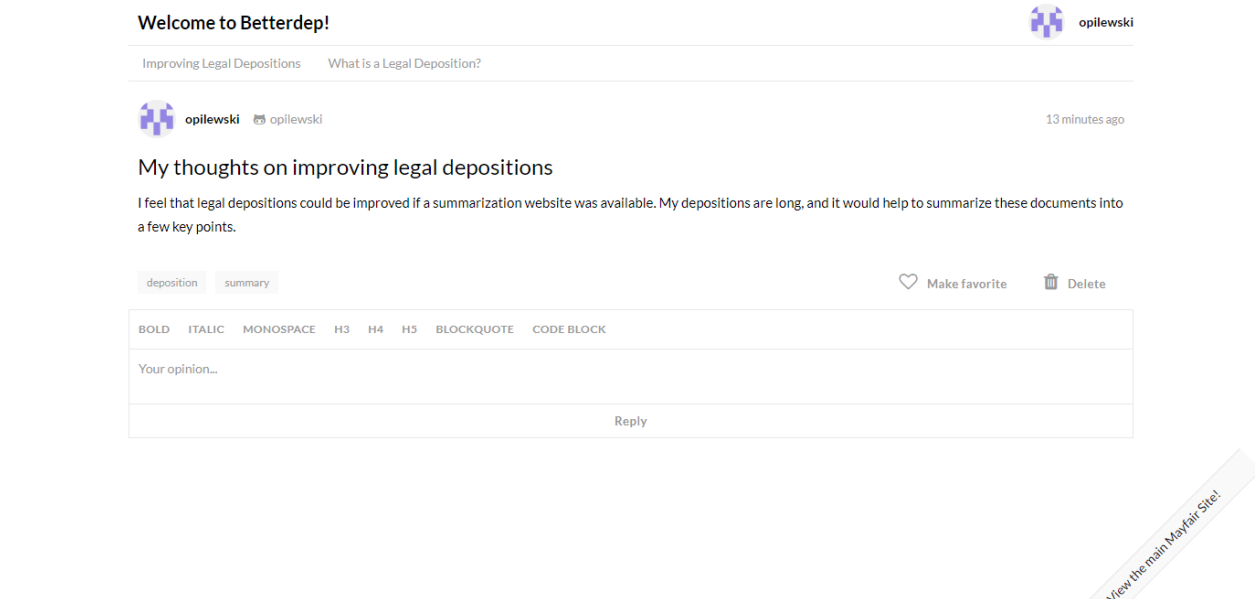 Welcome to Betterdep!
opilewski
Improving Legal Depositions
What is a Legal Deposition?
opilewski
opilewski
13 minutes ago
My thoughts on improving legal depositions
I feel that legal depositions could be improved if a summarization website was available. My depositions are long, and it would help to summarize these documents into
a few key points.
deposition
summary
Make favorite
Delete
BOLD ITALIC MONOSPACE H3 H4 H5 BLOCKQUOTE CODE BLOCK
Your opinion...
Reply
View the main Mayfair Site!